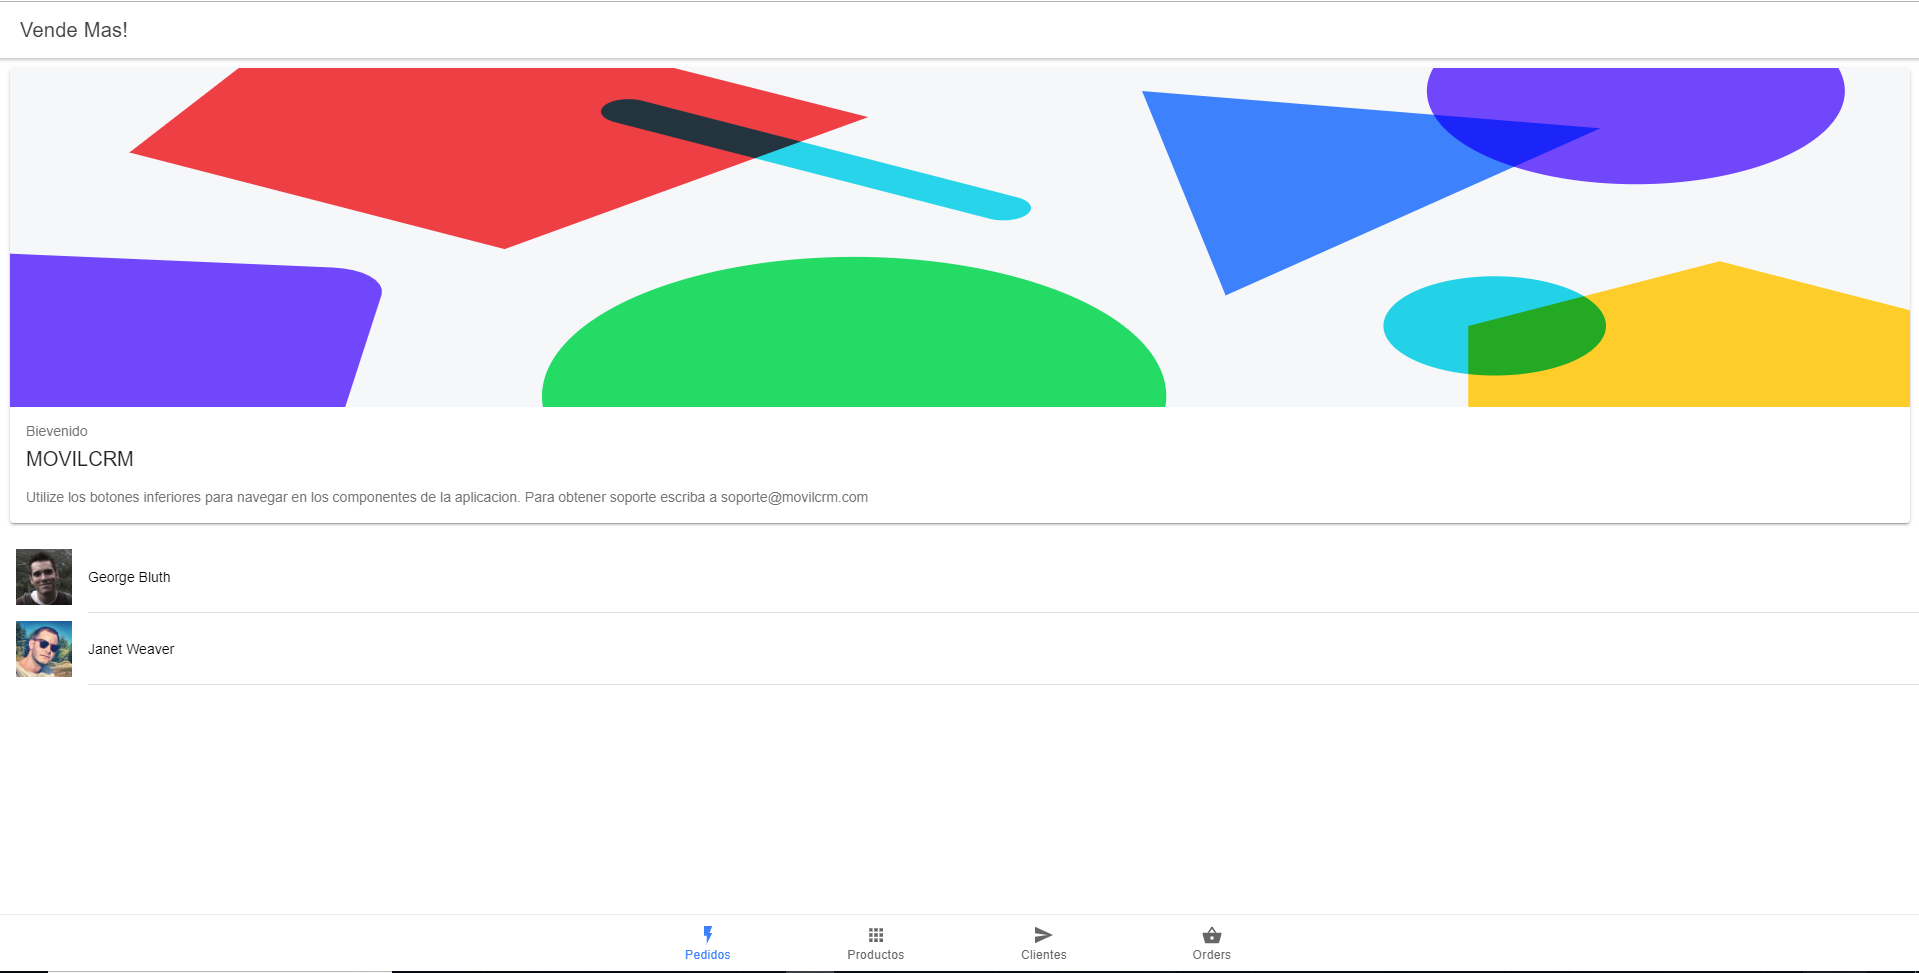 Vende Mas!
Bievenido
MOVILCRM
Utilize los botones inferiores para navegar en los componentes de la aplicacion. Para obtener soporte escriba a soporte@movilcrm.com
George Bluth
Janet Weaver
Pedidos
Productos
Clientes
Orders